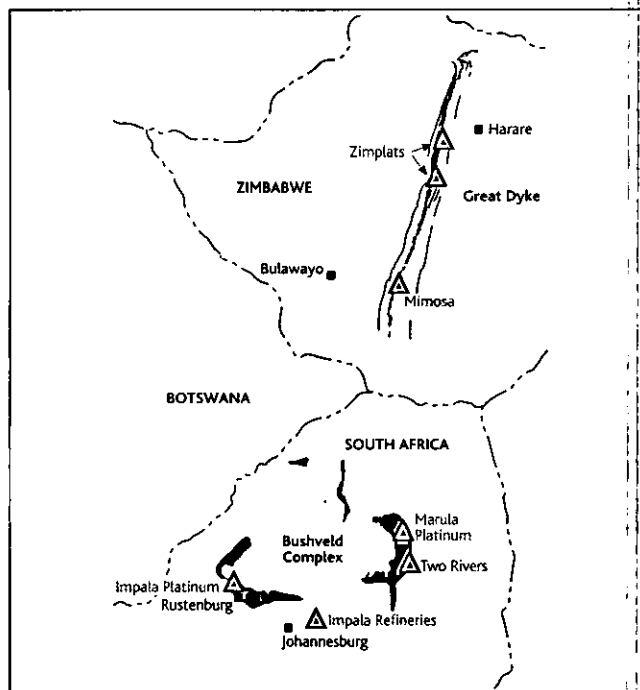 Harare
Zimplats
ZIMBABWE
Great Dyke
Bulawayo
Mimosa
BOTSWANA
SOUTH AFRICA
Marula
Platinum
Bushveld
Complex
Two Rivers
Impala Platinum
Rustenburg
Impala Refineries
Johannesburg